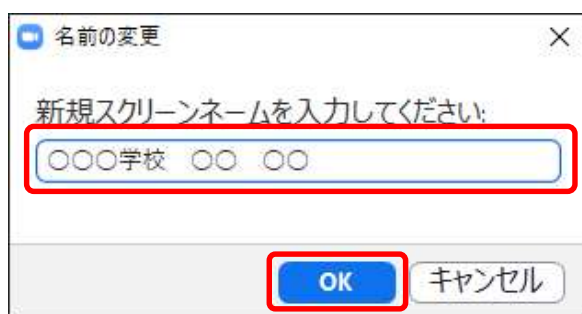 名前の変更
新規スクリーンネームを入力してください:
○○○学校　○○　○○
OK キャンセル